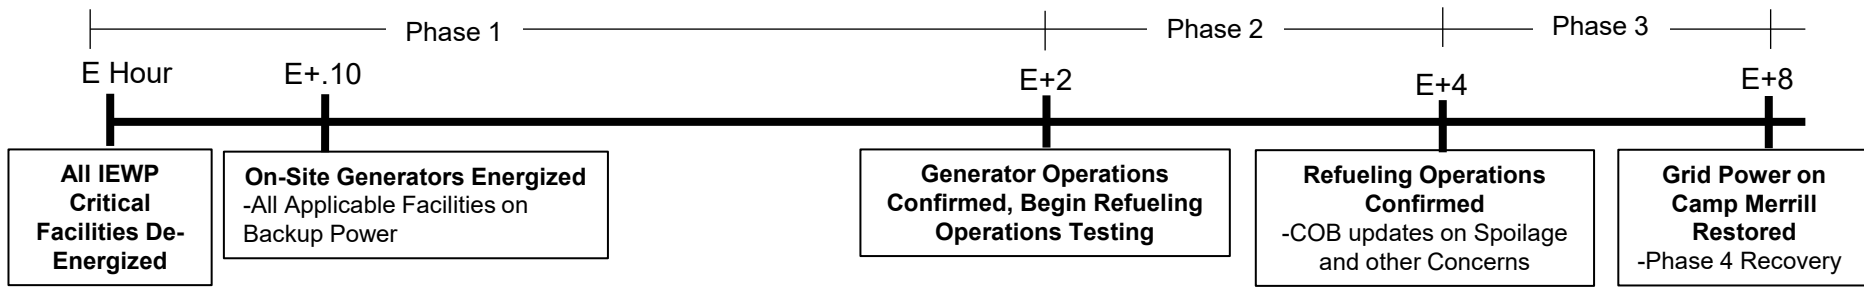 Phase 1
Phase 2
Phase 3
E Hour
E+.10
E+2
E+4
E+8
All IEWP
Critical
Facilities De-
Energized
On-Site Generators Energized
-All Applicable Facilities on
Backup Power
Generator Operations
Confirmed, Begin Refueling
Operations Testing
Refueling Operations
Confirmed
-COB updates on Spoilage
and other Concerns
Grid Power on
Camp Merrill
Restored
-Phase 4 Recovery